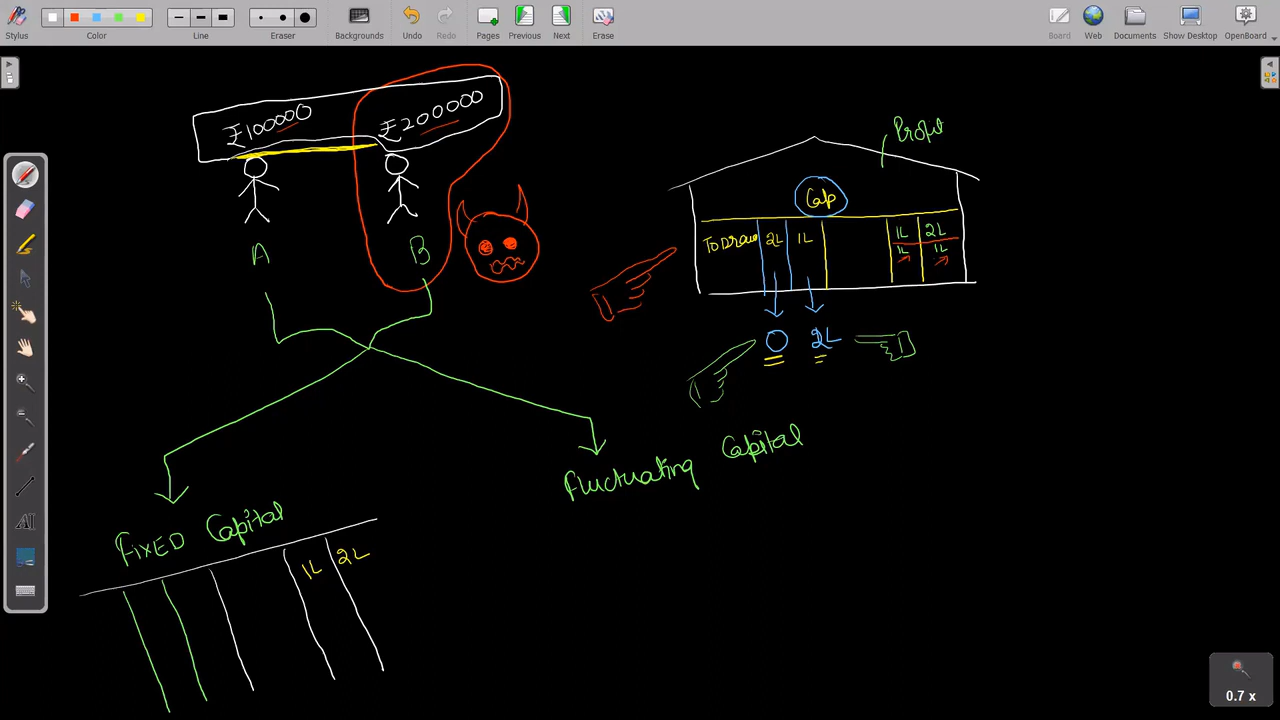 Stylus
Color
Line
Eraser
Backgrounds
Undo
Redo
Pages
Previous
Next
Erase
Board
Web
Documents
Show Desktop
OpenBoard
₹100000
₹200000
A
B
Profit
Cap
To Draw 2L 1L
1L 2L
1L 1L
0 2L
Fluctuating Capital
FIXED Capital
1L 2L
0.7 x